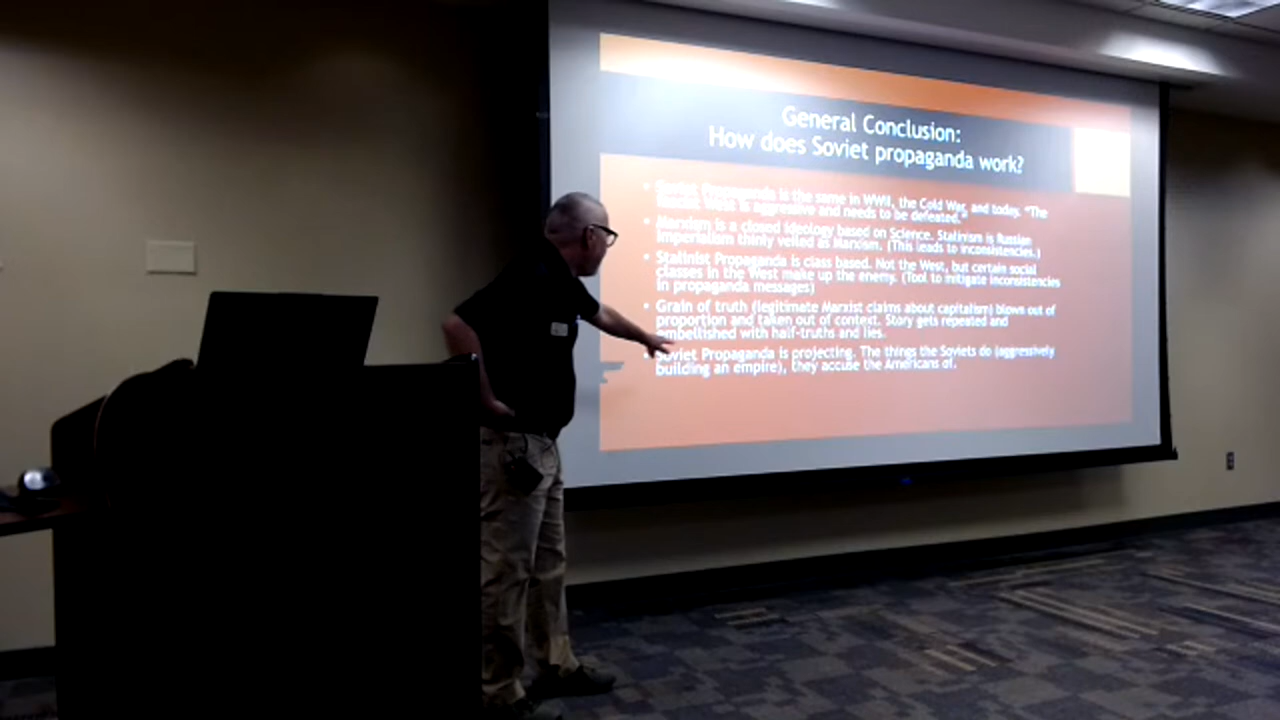 General Conclusion:
How does Soviet propaganda work?
• Soviet Propaganda is the same in WWII, the Cold War, and today. "The
West is aggressive and needs to be defeated."
• Marxism is a closed ideology based on Science. Stalinism is Russian
Imperialism thinly veiled as Marxism. (This leads to inconsistencies.)
• Stalinist Propaganda is class based. Not the West, but certain social
classes in the West make up the enemy. (Tool to mitigate inconsistencies
in propaganda messages)
• Grain of truth (legitimate Marxist claims about capitalism) blown out of
proportion and taken out of context. Story gets repeated and
embellished with half-truths and lies.
• Soviet Propaganda is projecting. The things the Soviets do (aggressively
building an empire), they accuse the Americans of.